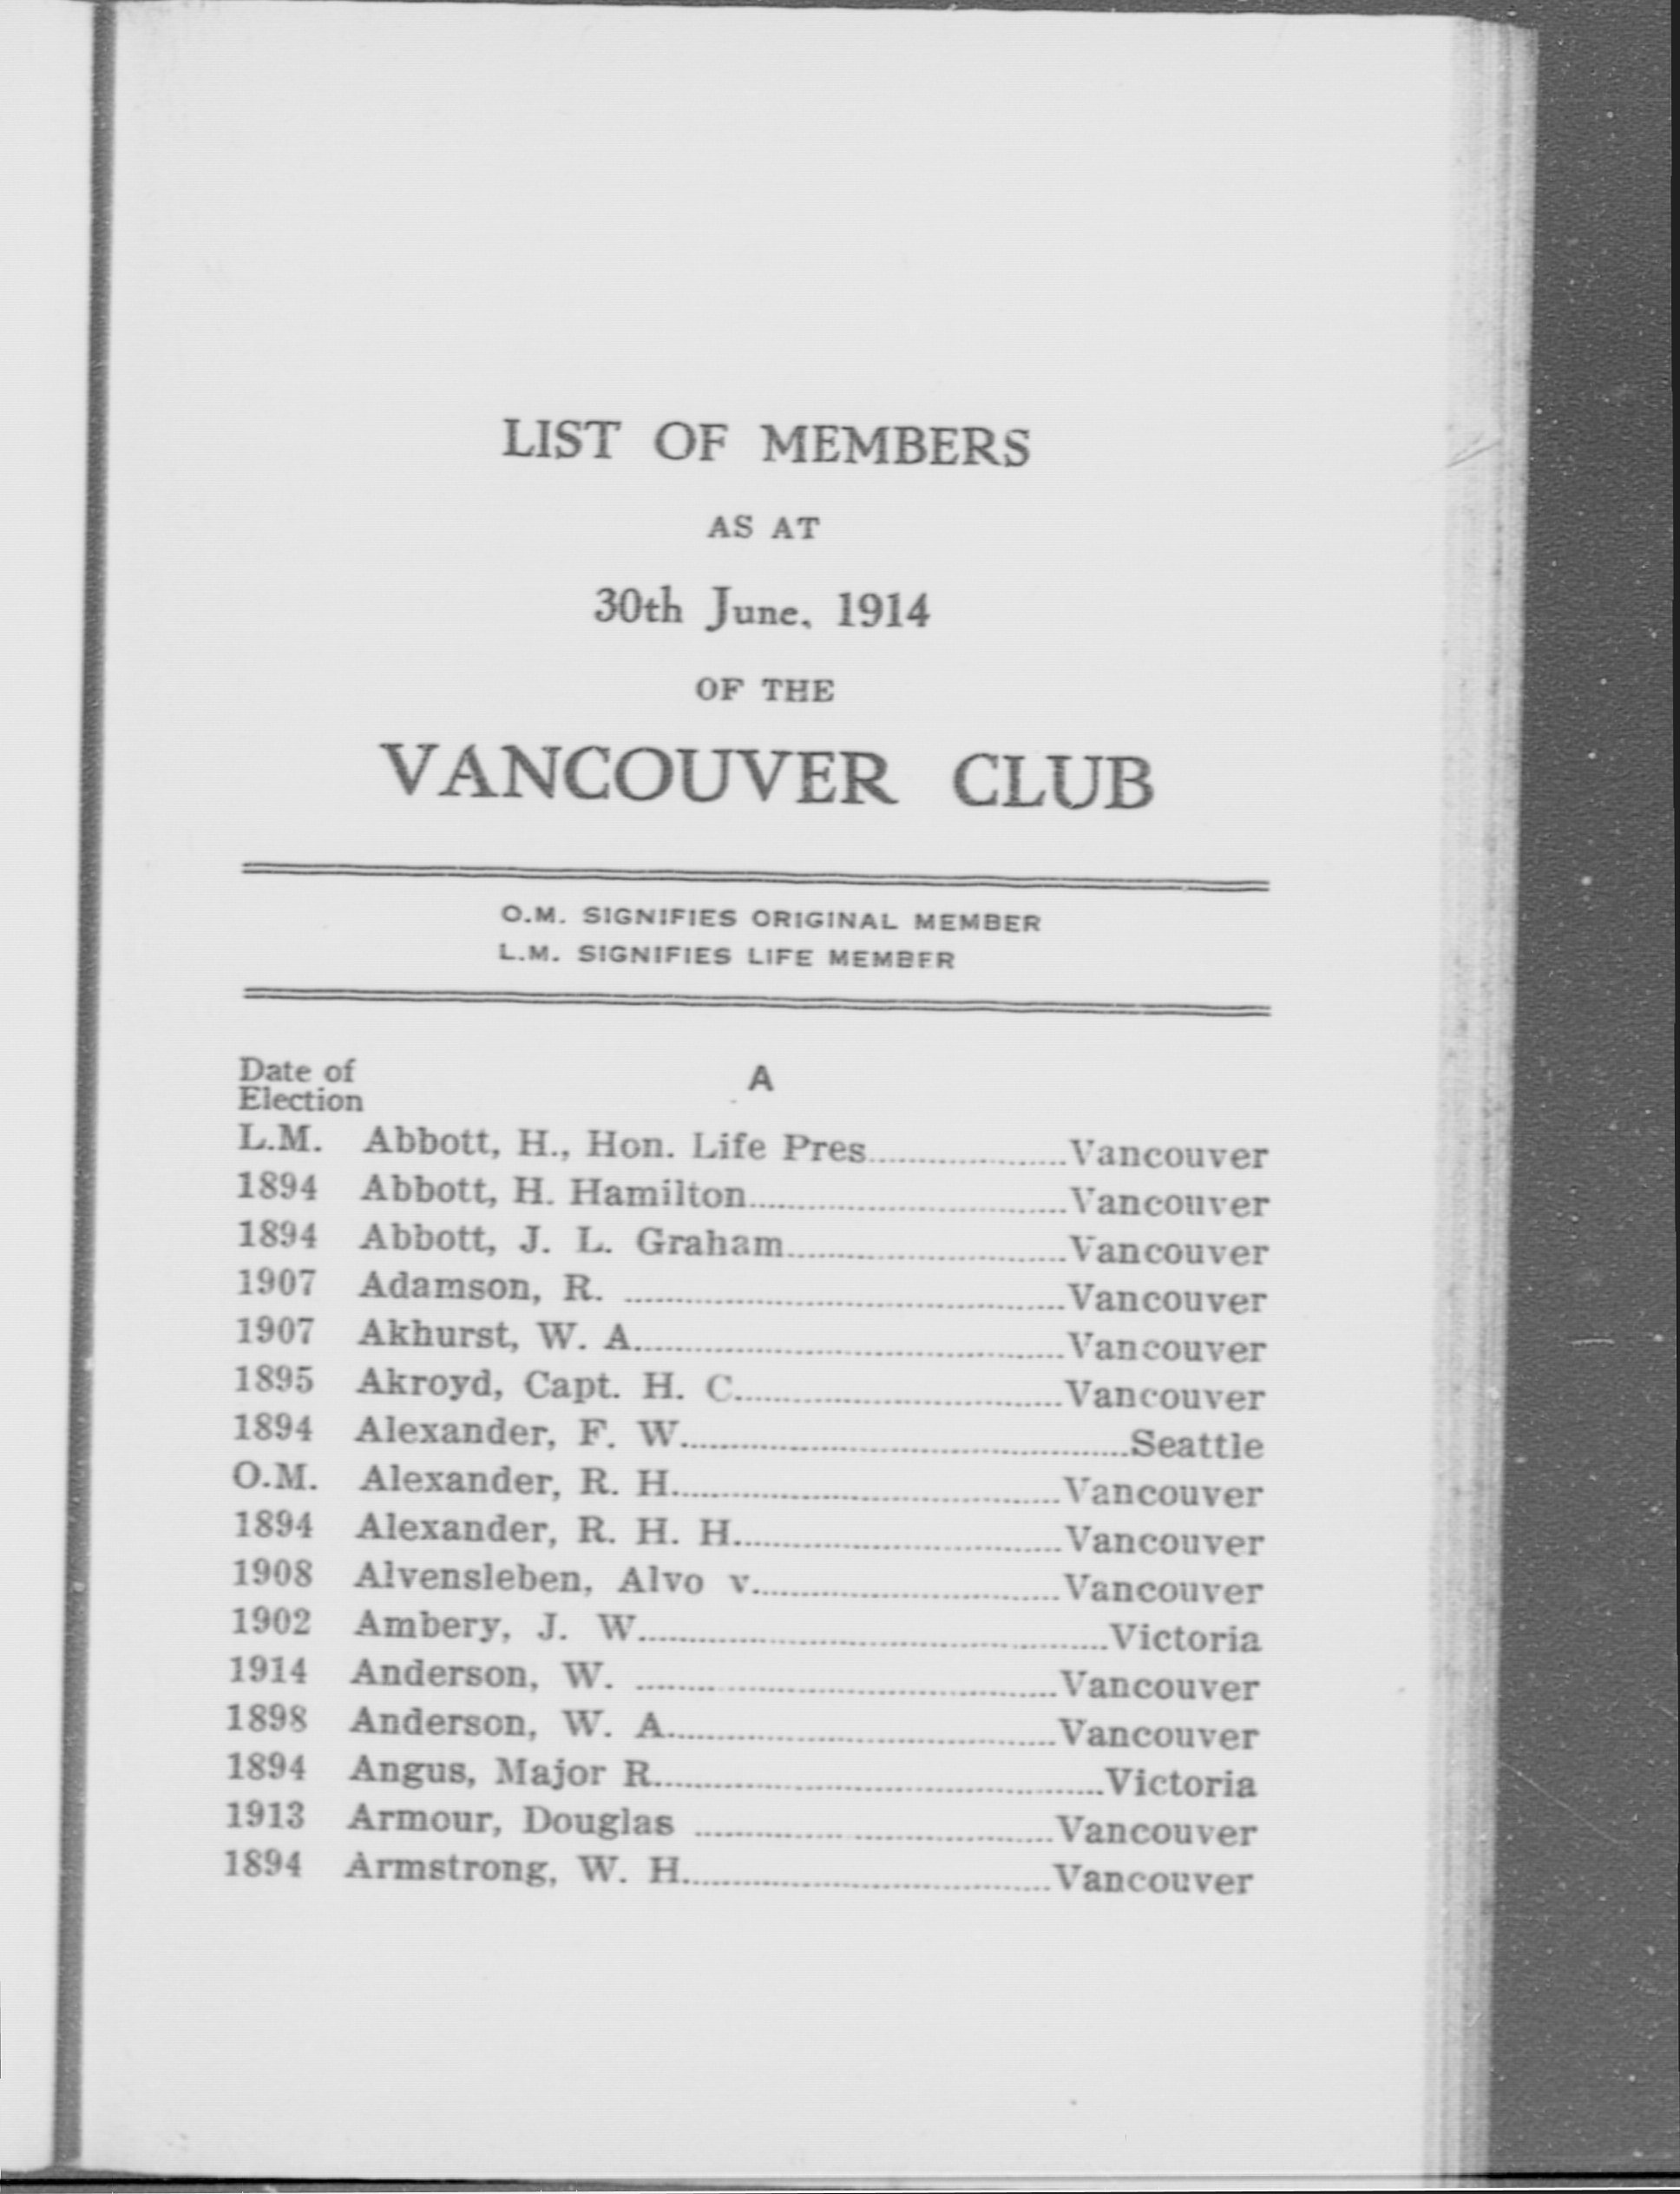 LIST OF MEMBERS
AS AT
30th June, 1914
OF THE
VANCOUVER CLUB
O.M. SIGNIFIES ORIGINAL MEMBER
L.M. SIGNIFIES LIFE MEMBER
Date of
Election
A
L.M. Abbott, H., Hon. Life Pres....................Vancouver
1894 Abbott, H. Hamilton................................Vancouver
1894 Abbott, J. L. Graham............................Vancouver
1907 Adamson, R. ............................................Vancouver
1907 Akhurst, W. A...........................................Vancouver
1895 Akroyd, Capt. H. C.................................Vancouver
1894 Alexander, F. W.............................................Seattle
O.M. Alexander, R. H.......................................Vancouver
1894 Alexander, R. H. H.................................Vancouver
1908 Alvensleben, Alvo v...............................Vancouver
1902 Ambery, J. W...............................................Victoria
1914 Anderson, W. ..........................................Vancouver
1898 Anderson, W. A.......................................Vancouver
1894 Angus, Major R.............................................Victoria
1913 Armour, Douglas ....................................Vancouver
1894 Armstrong, W. H.....................................Vancouver